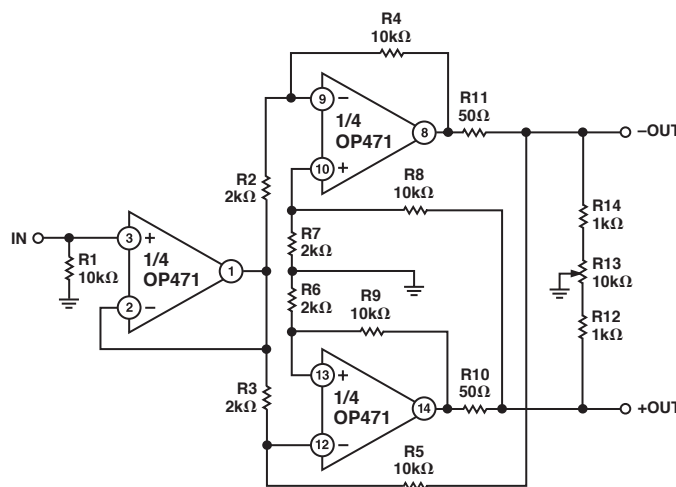 R4
10kΩ
9
–
1/4
OP471
8
10
+
R11
50Ω
–OUT
R2
2kΩ
R8
10kΩ
R7
2kΩ
R14
1kΩ
IN
3
+
1/4
OP471
1
2
–
R1
10kΩ
R13
10kΩ
R6
2kΩ
R9
10kΩ
R12
1kΩ
R3
2kΩ
13
+
1/4
OP471
14
12
–
R10
50Ω
+OUT
R5
10kΩ